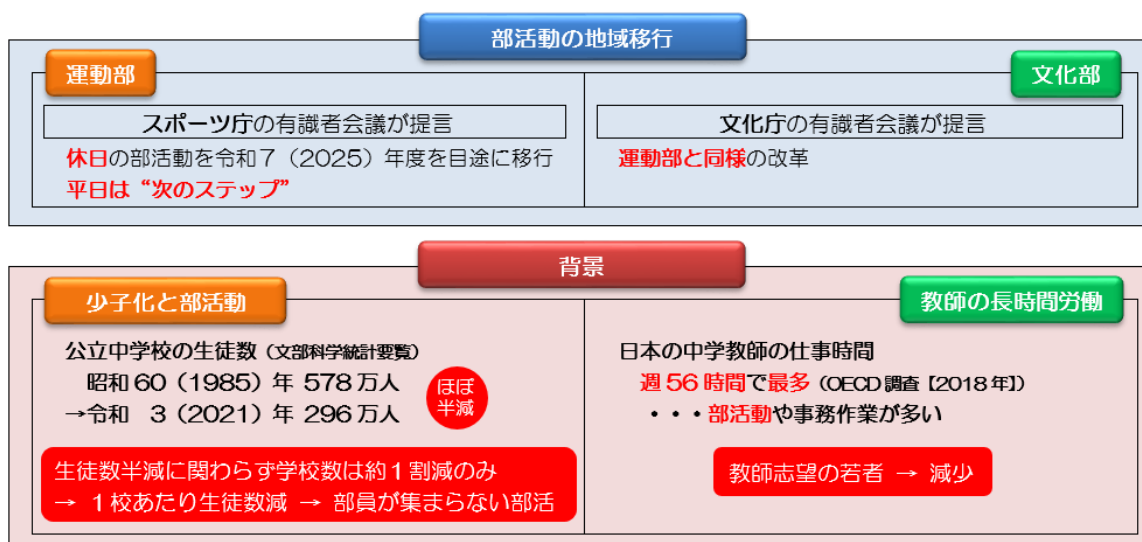 部活動の地域移行
運動部
スポーツ庁の有識者会議が提言
休日の部活動を令和7（2025）年度を目途に移行
平日は“次のステップ”
文化部
文化庁の有識者会議が提言
運動部と同様の改革
背景
少子化と部活動
公立中学校の生徒数（文部科学統計要覧）
昭和60（1985）年 578万人
→令和 3（2021）年 296万人
ほぼ
半減
生徒数半減に関わらず学校数は約1割減のみ
→ 1校あたり生徒数減 → 部員が集まらない部活
教師の長時間労働
日本の中学教師の仕事時間
週56時間で最多（OECD調査【2018年】）
・・・部活動や事務作業が多い
教師志望の若者 → 減少